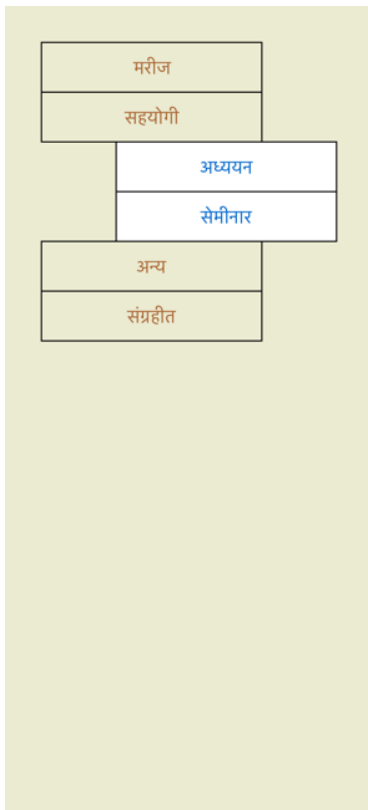 मरीज
सहयोगी
अध्ययन
सेमीनार
अन्य
संग्रहीत